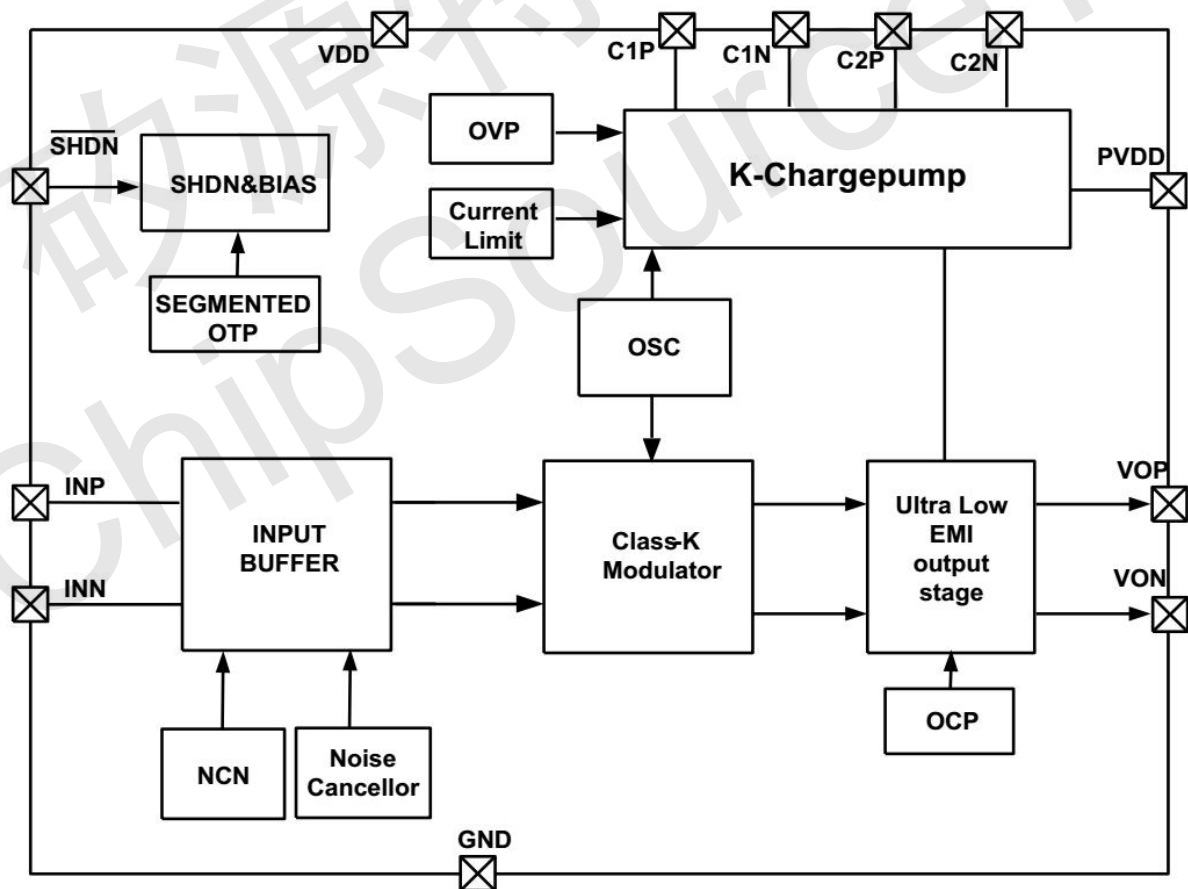 VDD
C1P
C1N
C2P
C2N
SHDN
SHDN&BIAS
OVP
K-Chargepump
PVDD
Current
Limit
SEGMENTED
OTP
OSC
INP
INPUT
BUFFER
INN
Class-K
Modulator
Ultra Low
EMI
output
stage
VOP
VON
NCN
Noise
Cancellor
OCP
GND
ChipSource